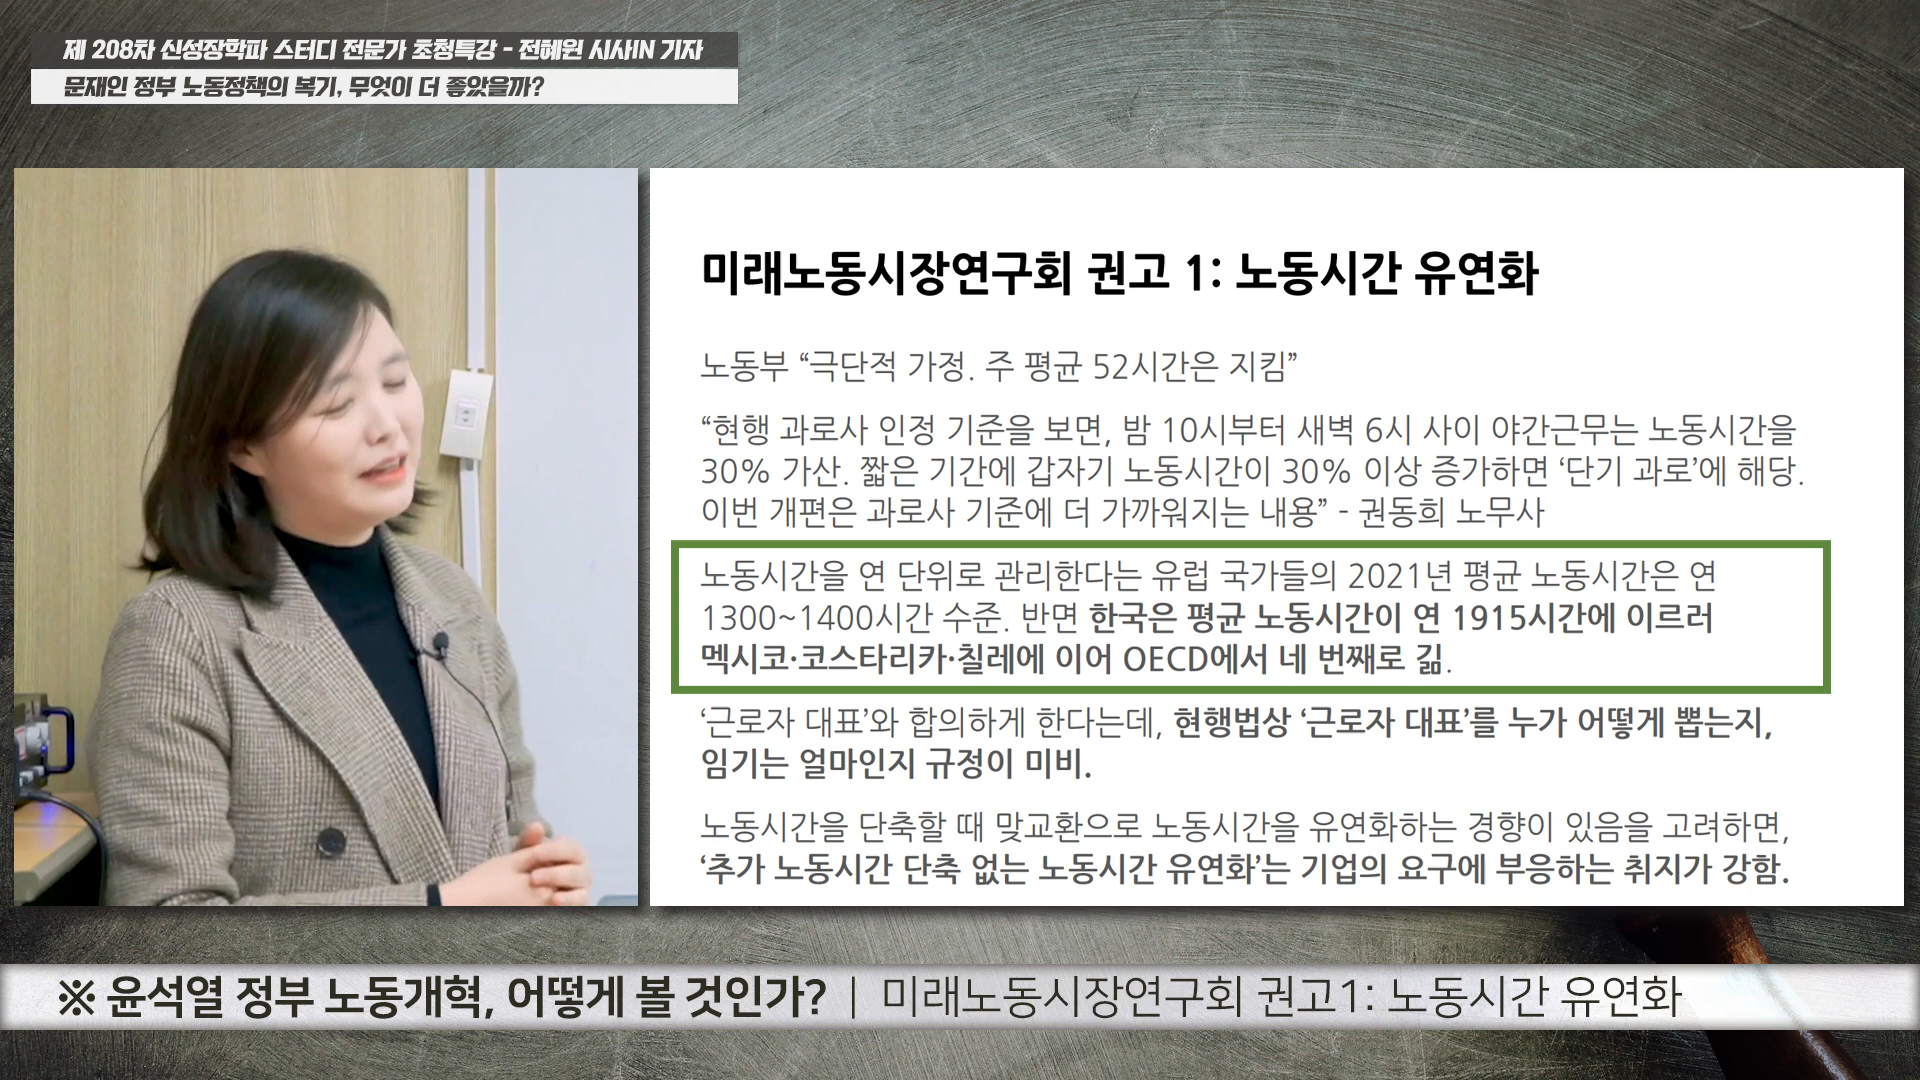 제 208차 신성장학파 스터디 전문가 초청특강 - 전혜원 시사IN 기자
문재인 정부 노동정책의 복기, 무엇이 더 좋았을까?
미래노동시장연구회 권고 1: 노동시간 유연화
노동부 “극단적 가정. 주 평균 52시간은 지킴”
“현행 과로사 인정 기준을 보면, 밤 10시부터 새벽 6시 사이 야간근무는 노동시간을
30% 가산. 짧은 기간에 갑자기 노동시간이 30% 이상 증가하면 ‘단기 과로’에 해당.
이번 개편은 과로사 기준에 더 가까워지는 내용” - 권동희 노무사
노동시간을 연 단위로 관리한다는 유럽 국가들의 2021년 평균 노동시간은 연
1300~1400시간 수준. 반면 한국은 평균 노동시간이 연 1915시간에 이르러
멕시코·코스타리카·칠레에 이어 OECD에서 네 번째로 긺.
‘근로자 대표’와 합의하게 한다는데, 현행법상 ‘근로자 대표’를 누가 어떻게 뽑는지,
임기는 얼마인지 규정이 미비.
노동시간을 단축할 때 맞교환으로 노동시간을 유연화하는 경향이 있음을 고려하면,
‘추가 노동시간 단축 없는 노동시간 유연화’는 기업의 요구에 부응하는 취지가 강함.
※ 윤석열 정부 노동개혁, 어떻게 볼 것인가? | 미래노동시장연구회 권고1: 노동시간 유연화